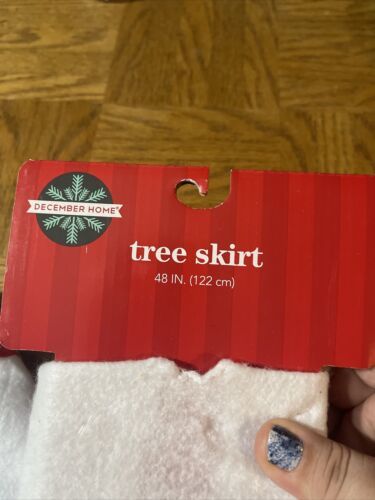 DECEMBER HOME®
tree skirt
48 IN. (122 cm)